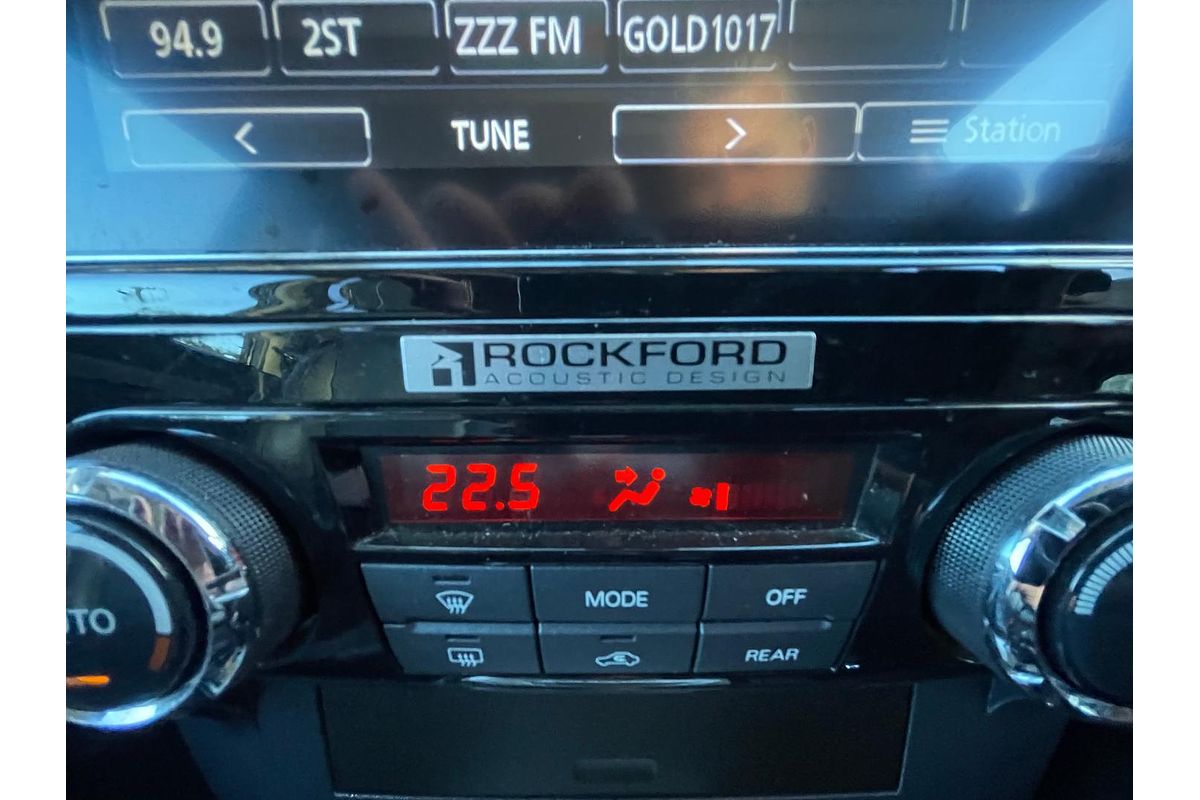 94.9 2ST ZZZ FM GOLD1017
< TUNE > Station
ROCKFORD
ACOUSTIC DESIGN
22.5
MODE OFF
REAR